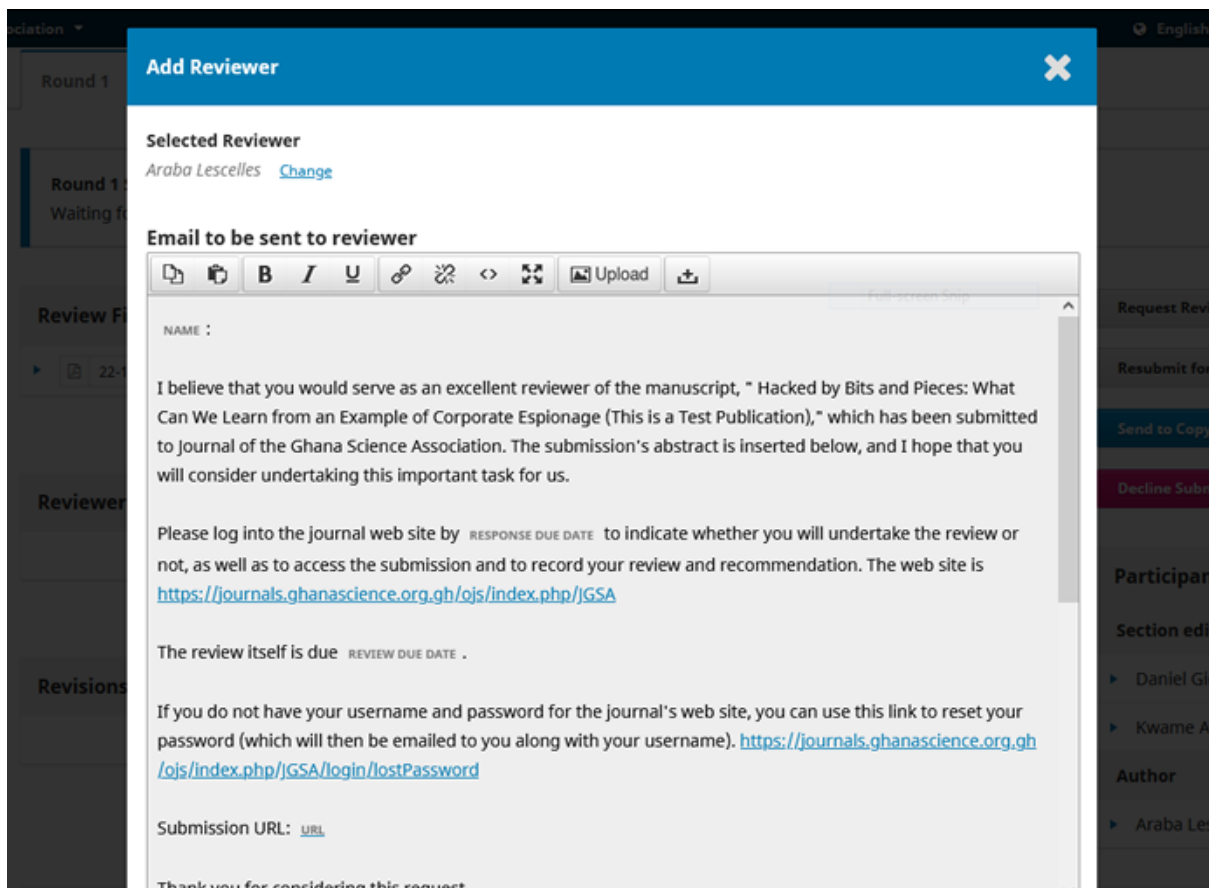 ociation
English
Round 1
Add Reviewer
Selected Reviewer
Araba Lescelles Change
Round 1
Waiting fo
Email to be sent to reviewer
B I U Upload
Full-screen Snip
Review Fi
Request Revi
NAME :
22-1
Resubmit for
I believe that you would serve as an excellent reviewer of the manuscript, " Hacked by Bits and Pieces: What
Can We Learn from an Example of Corporate Espionage (This is a Test Publication)," which has been submitted
to Journal of the Ghana Science Association. The submission's abstract is inserted below, and I hope that you
will consider undertaking this important task for us.
Send to Copy
Decline Subm
Reviewer
Please log into the journal web site by RESPONSE DUE DATE to indicate whether you will undertake the review or
not, as well as to access the submission and to record your review and recommendation. The web site is
https://journals.ghanascience.org.gh/ojs/index.php/JGSA
Participan
Section edi
The review itself is due REVIEW DUE DATE .
Revisions
Daniel Gi
If you do not have your username and password for the journal's web site, you can use this link to reset your
password (which will then be emailed to you along with your username). https://journals.ghanascience.org.gh
/ojs/index.php/JGSA/login/lostPassword
Kwame A
Author
Submission URL: URL
Araba Les
Thank you for considering this request.